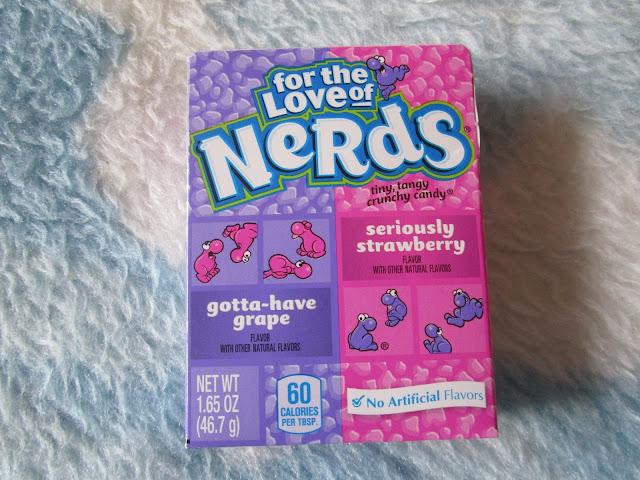 for the
Love of
NeRdS®
tiny, tangy
crunchy candy®
seriously
strawberry
FLAVOR
WITH OTHER NATURAL FLAVORS
gotta-have
grape
FLAVOR
WITH OTHER NATURAL FLAVORS
®
NET WT
1.65 OZ
(46.7 g)
60
CALORIES
PER TBSP.
No Artificial Flavors